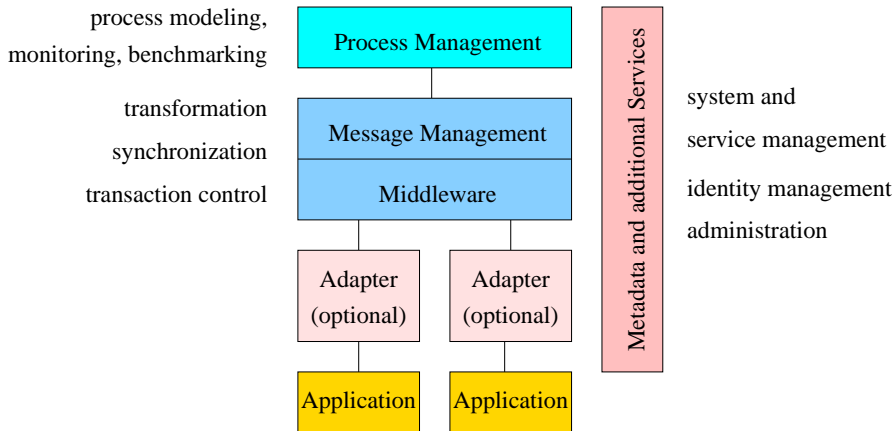 process modeling,
monitoring, benchmarking
Process Management
transformation
synchronization
transaction control
Message Management
Middleware
Adapter
(optional)
Adapter
(optional)
Application
Application
Metadata and additional Services
system and
service management
identity management
administration